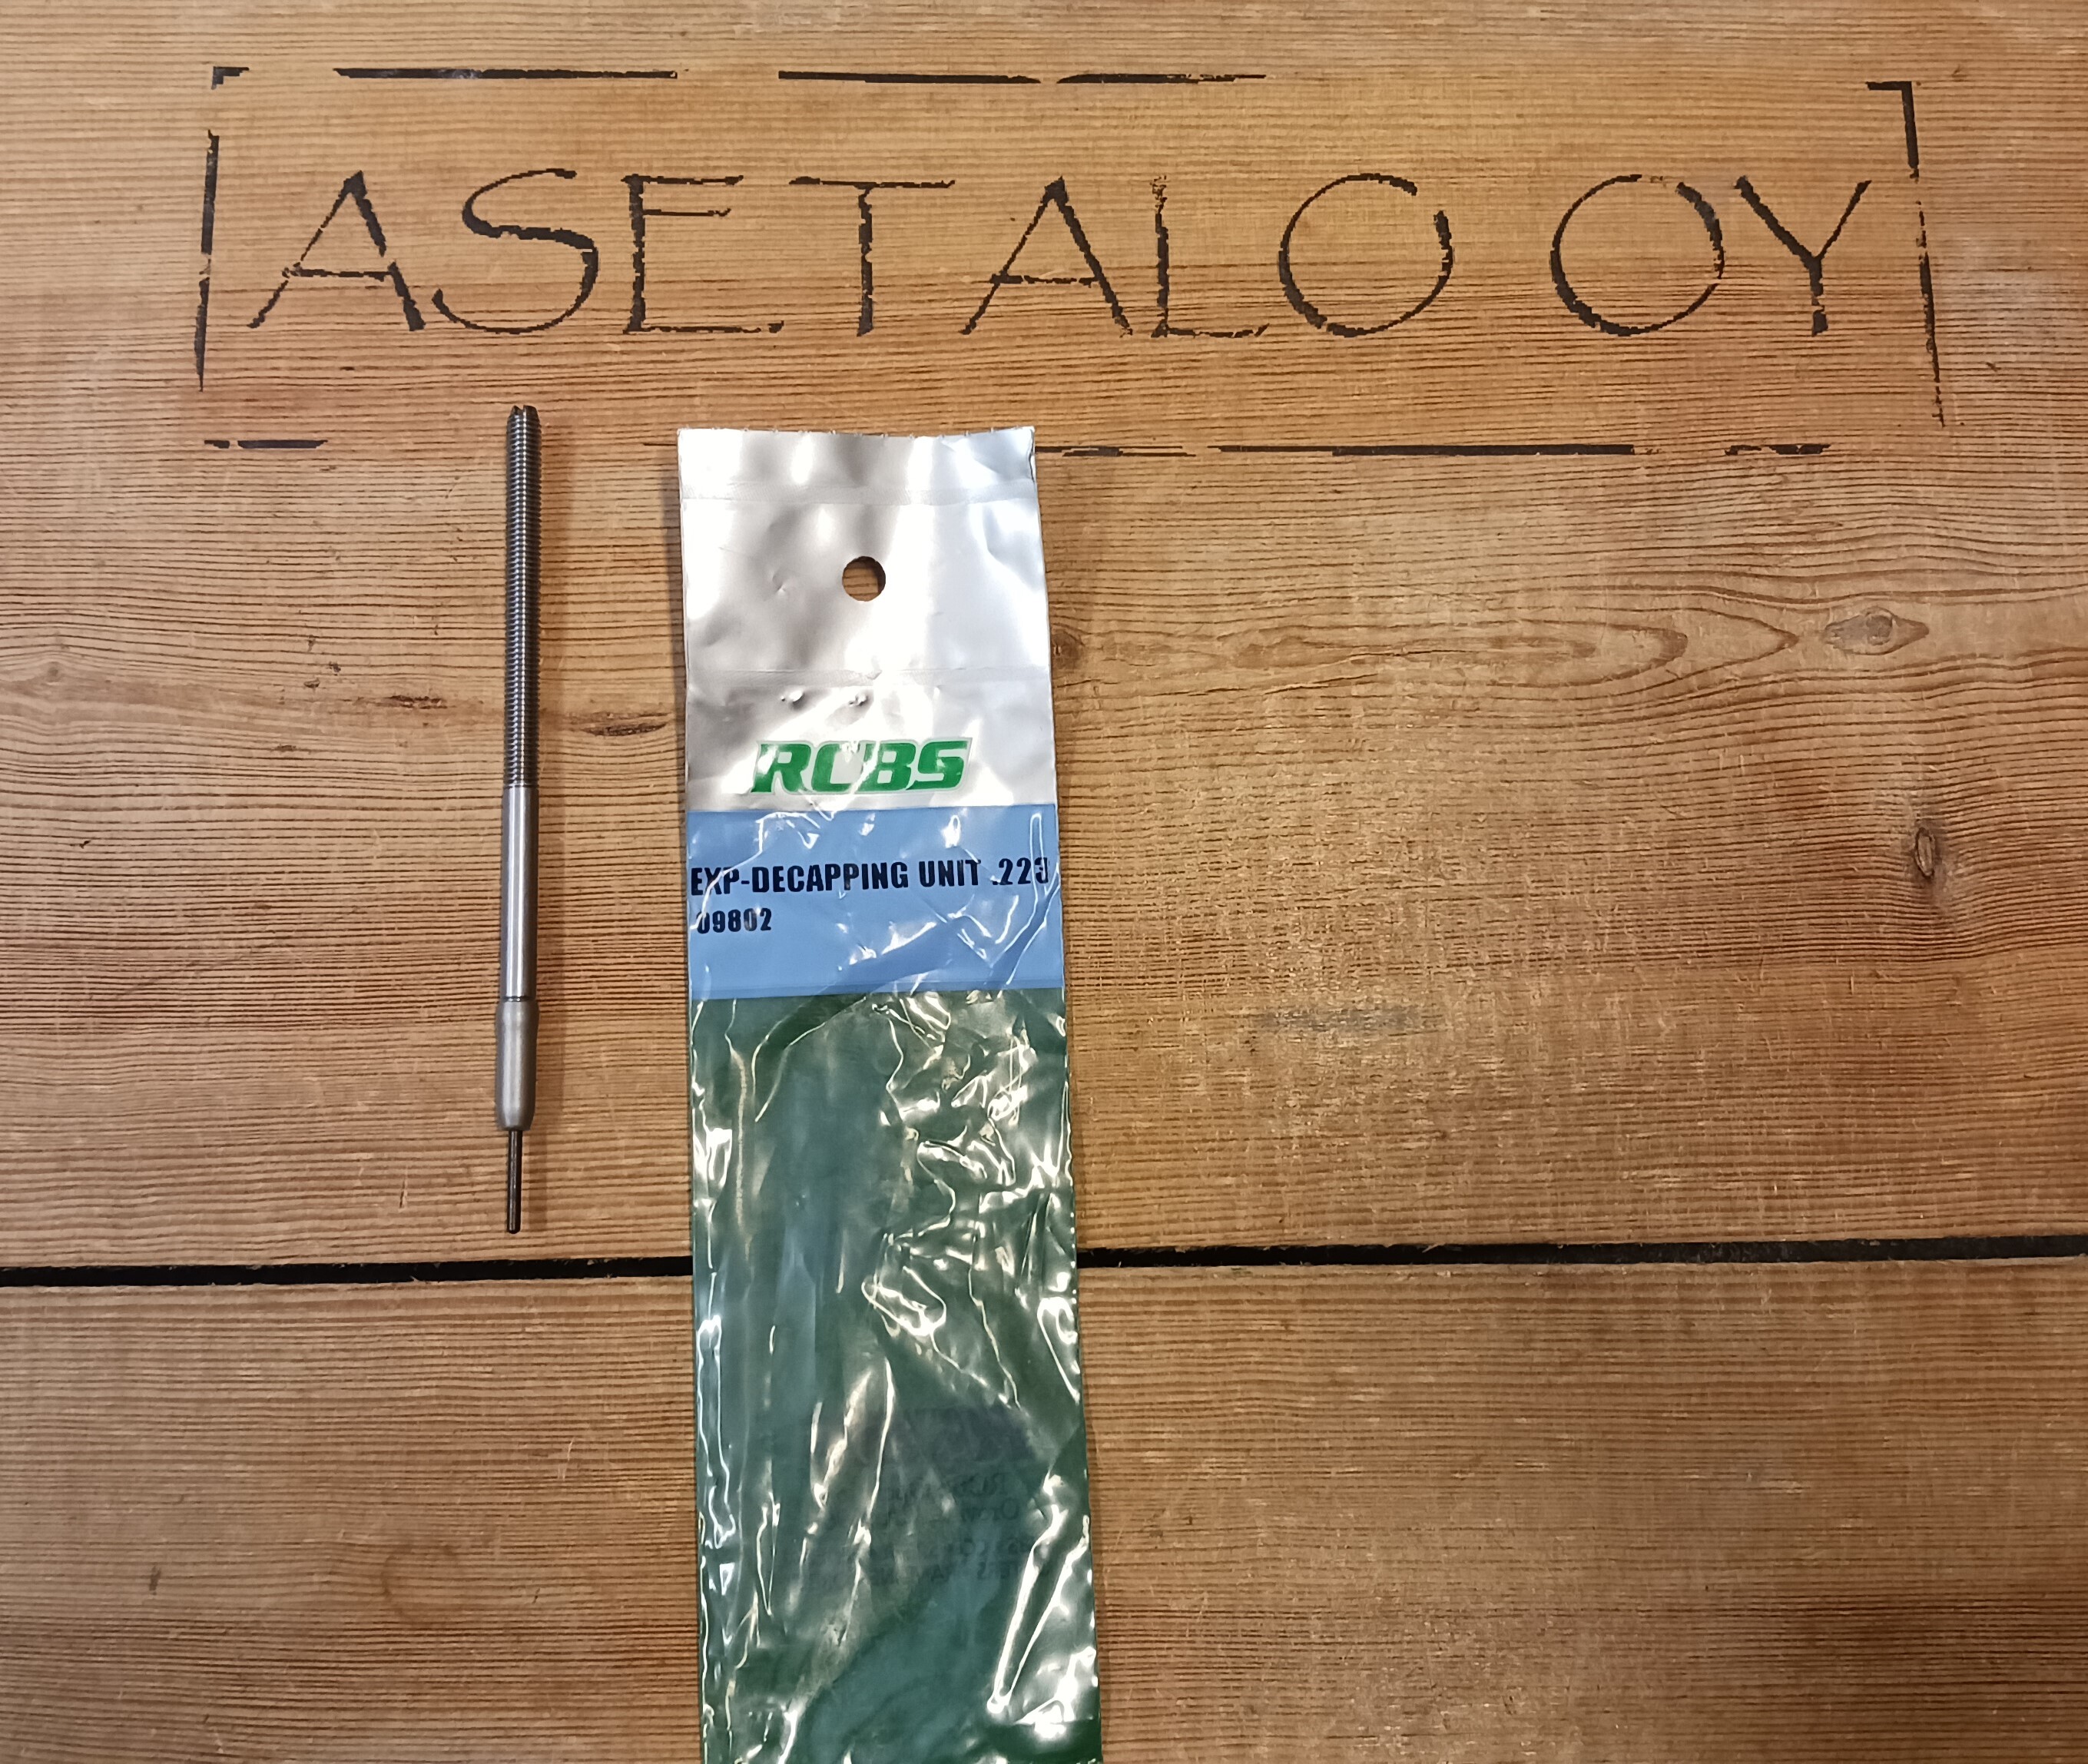 ASETALO OY
RCBS
EXP-DECAPPING UNIT .223
09802